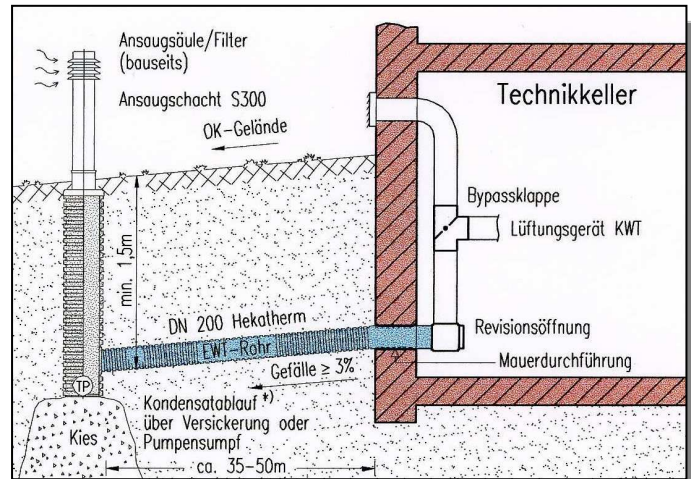 Ansaugsäule/Filter
(bauseits)
Ansaugschacht S300
OK-Gelände
Technikkeller
Bypassklappe
Lüftungsgerät KWT
min. 1,5m
DN 200 Hekatherm
EWT-Rohr
Gefälle ≥ 3%
Revisionsöffnung
Mauerdurchführung
TP
Kies
Kondensatablauf *)
über Versickerung oder
Pumpensumpf
ca. 35-50m